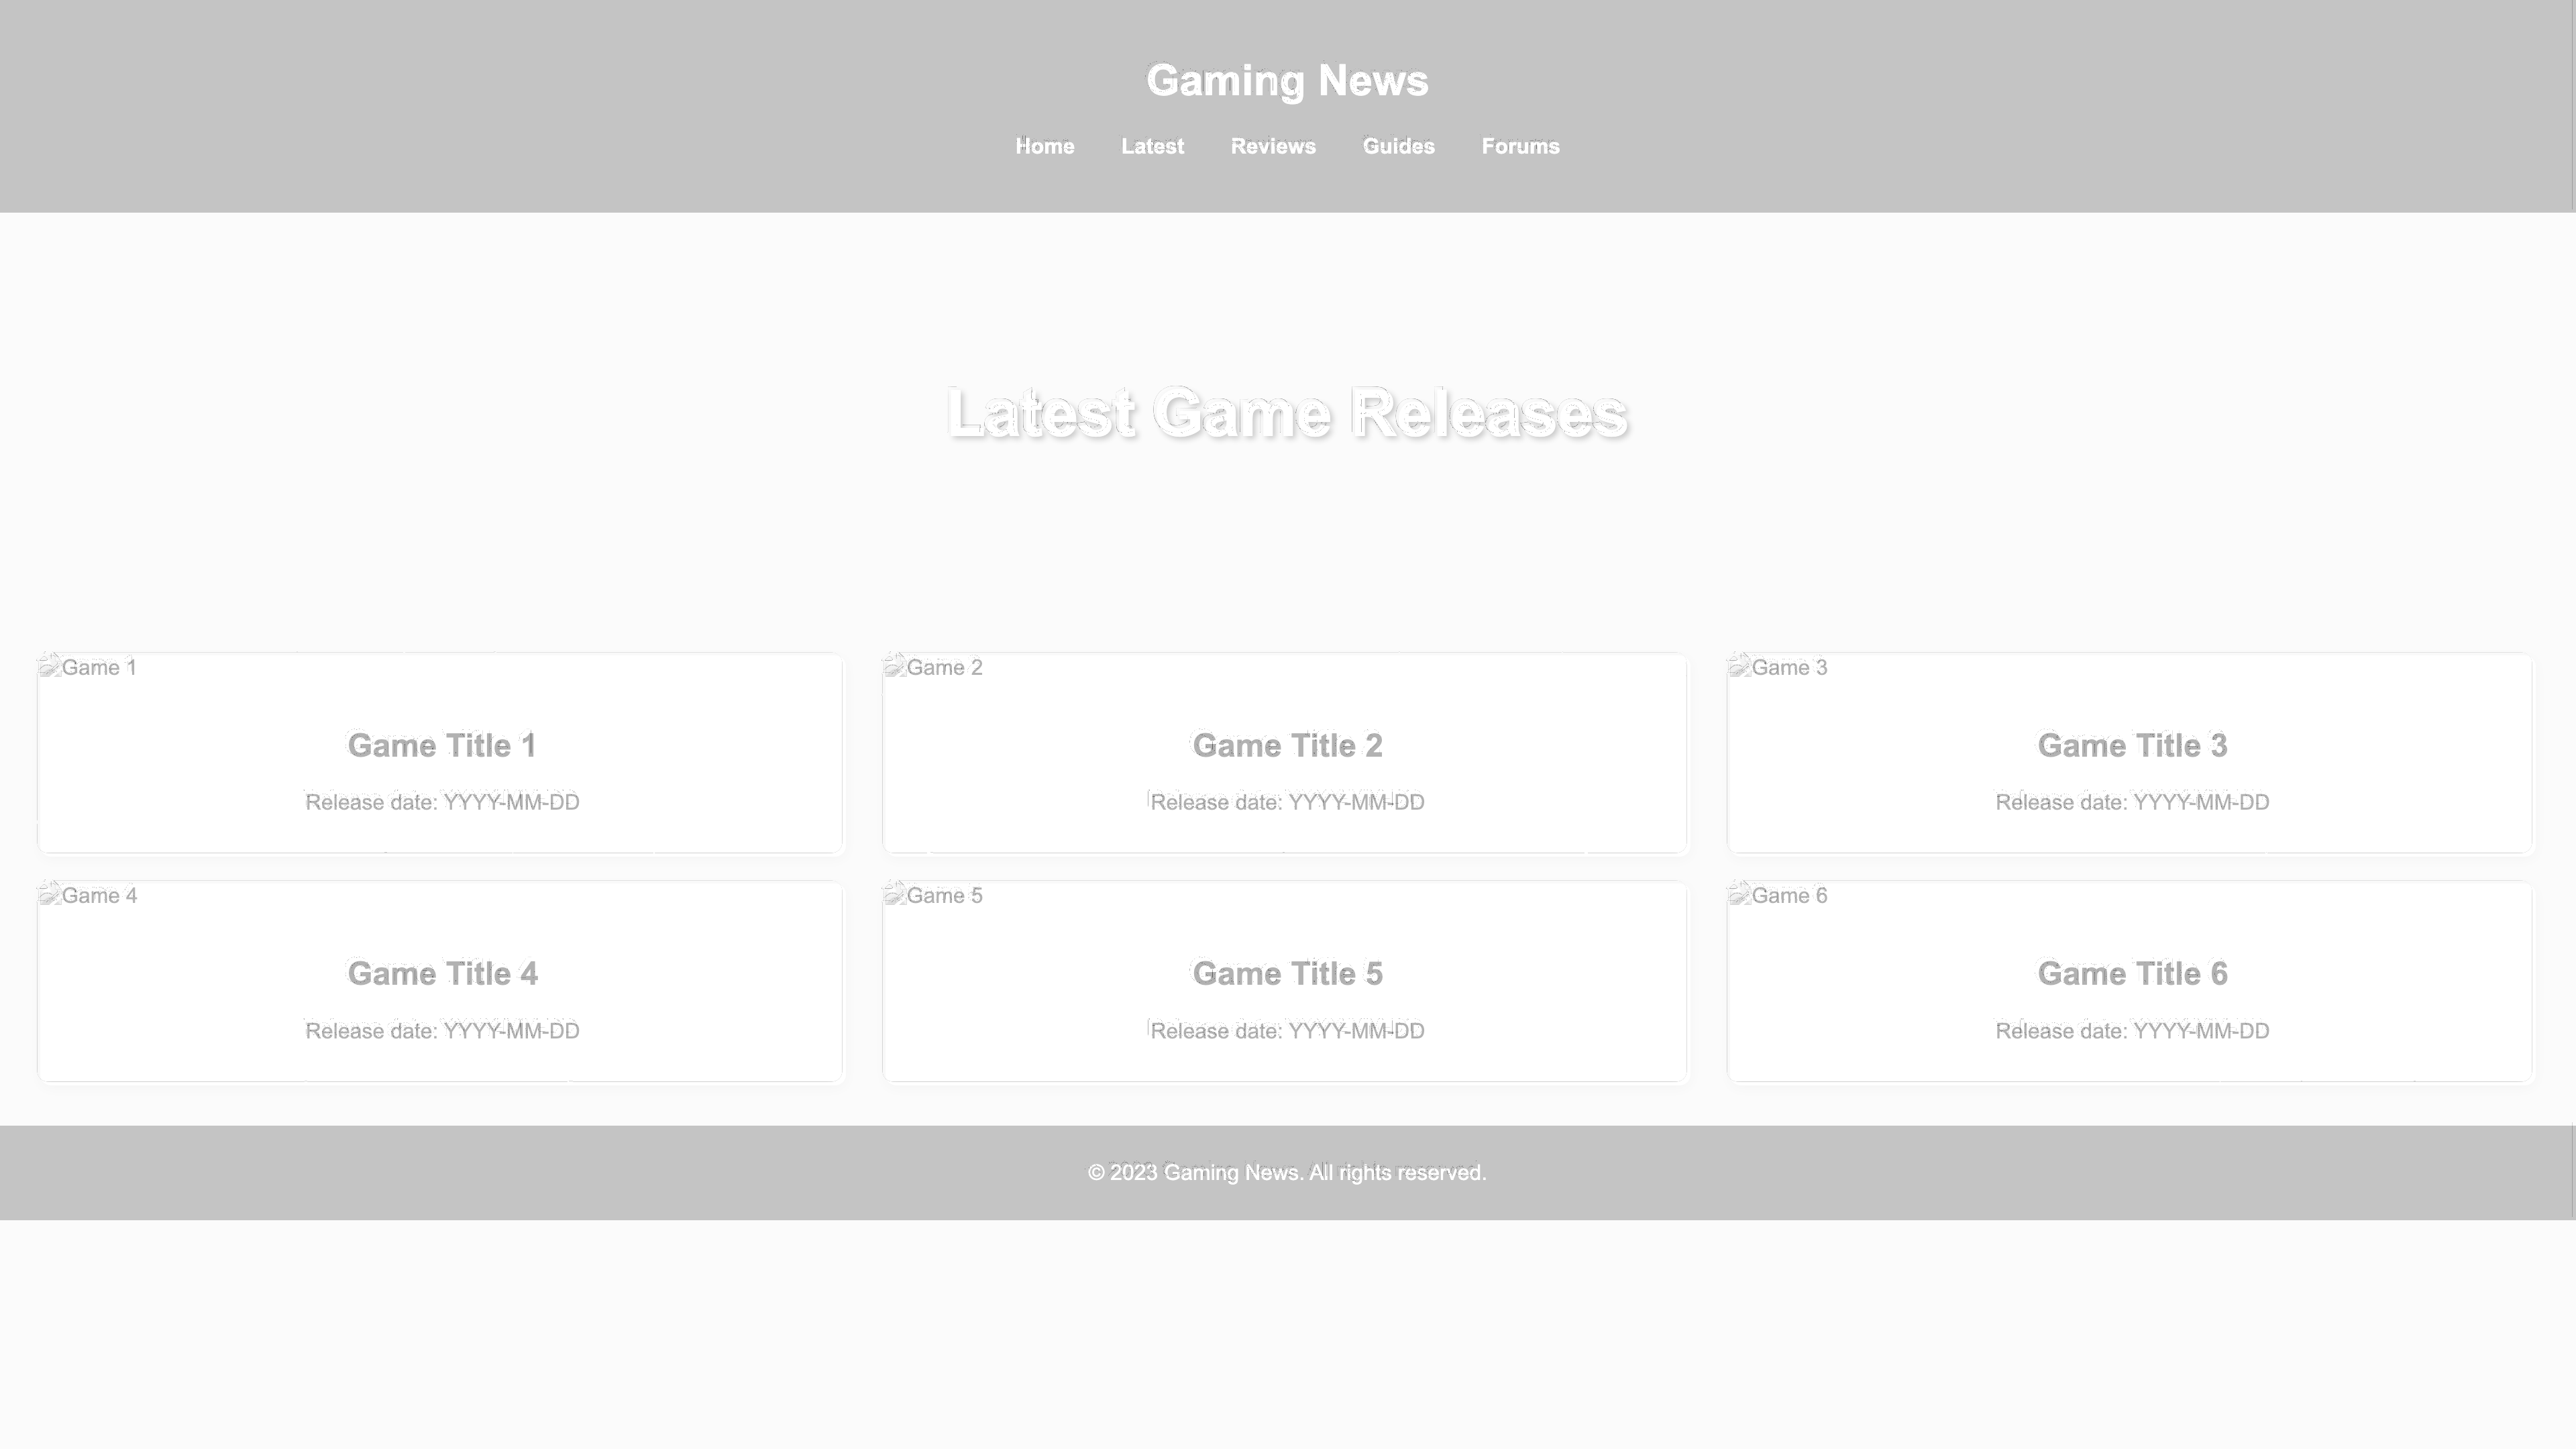 Gaming News
Home Latest Reviews Guides Forums
Latest Game Releases
Game 1
Game Title 1
Release date: YYYY-MM-DD
Game 2
Game Title 2
Release date: YYYY-MM-DD
Game 3
Game Title 3
Release date: YYYY-MM-DD
Game 4
Game Title 4
Release date: YYYY-MM-DD
Game 5
Game Title 5
Release date: YYYY-MM-DD
Game 6
Game Title 6
Release date: YYYY-MM-DD
© 2023 Gaming News. All rights reserved.